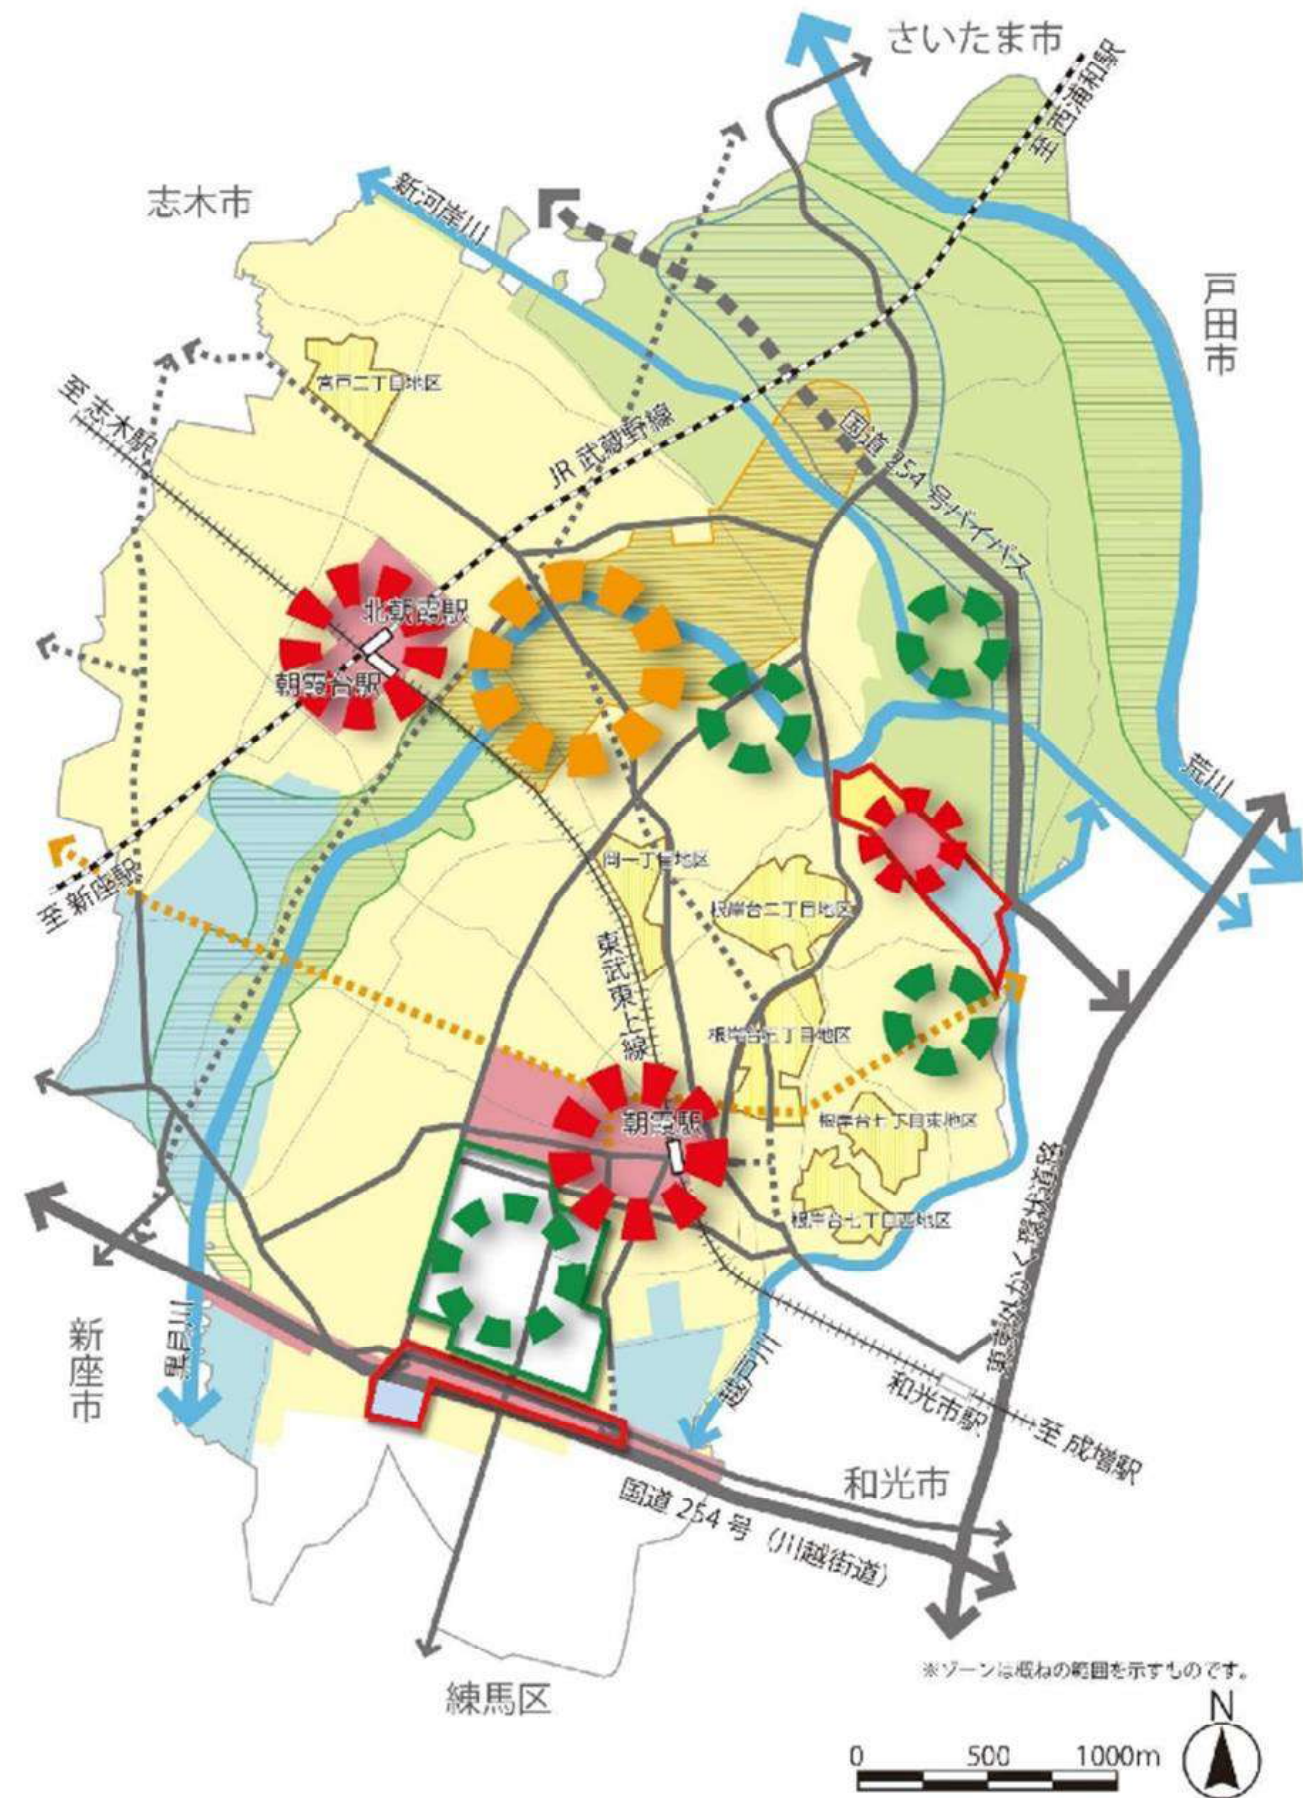 さいたま市
至 西浦和駅
志木市
新河岸川
戸田市
宮戸二丁目地区
至 志木駅
JR 武蔵野線
国道 254 号バイパス
北朝霞駅
朝霞台駅
荒川
至 新座駅
岡一丁目地区
根岸台二丁目地区
東武東上線
根岸台三丁目地区
朝霞駅
根岸台七丁目東地区
根岸台七丁目西地区
東京外かく環状道路
新座市
黒目川
越戸川
和光市駅
至 成増駅
和光市
国道 254 号（川越街道）
練馬区
※ゾーンは概ねの範囲を示すものです。
N
0 500 1000m